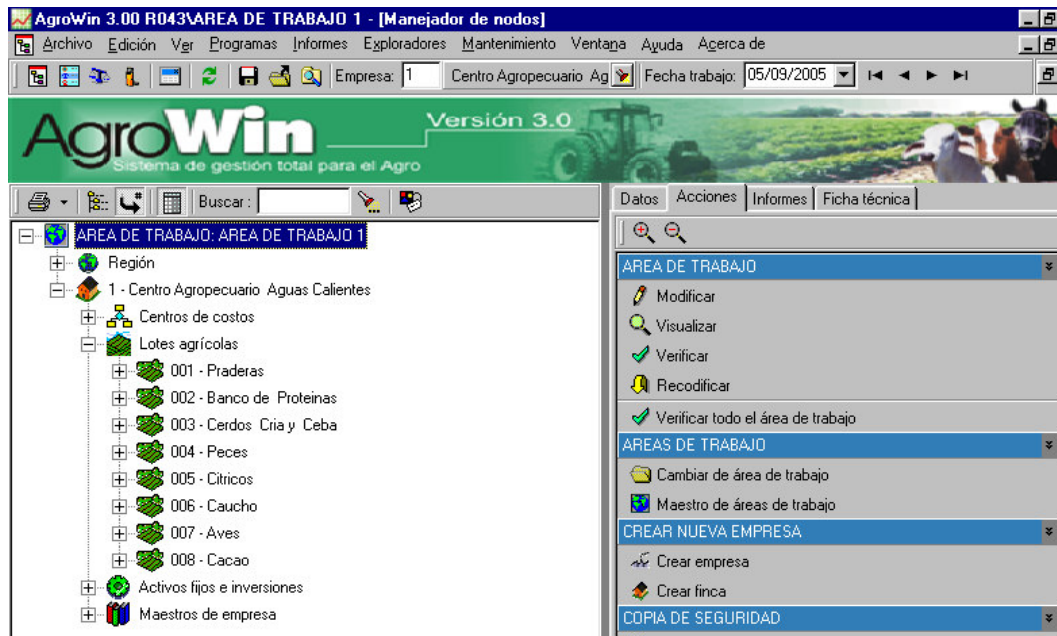 AgroWin 3.00 R043\AREA DE TRABAJO 1 - [Manejador de nodos]
Archivo Edición Ver Programas Informes Exploradores Mantenimiento Ventana Ayuda Acerca de
Empresa: 1 Centro Agropecuario Ag Fecha trabajo: 05/09/2005
AgroWin Versión 3.0
Sistema de gestión total para el Agro
Buscar:
AREA DE TRABAJO: AREA DE TRABAJO 1
Región
1 - Centro Agropecuario Aguas Calientes
Centros de costos
Lotes agrícolas
001 - Praderas
002 - Banco de Proteinas
003 - Cerdos Cria y Ceba
004 - Peces
005 - Citricos
006 - Caucho
007 - Aves
008 - Cacao
Activos fijos e inversiones
Maestros de empresa
Datos Acciones Informes Ficha técnica
AREA DE TRABAJO
Modificar
Visualizar
Verificar
Recodificar
Verificar todo el área de trabajo
AREAS DE TRABAJO
Cambiar de área de trabajo
Maestro de áreas de trabajo
CREAR NUEVA EMPRESA
Crear empresa
Crear finca
COPIA DE SEGURIDAD